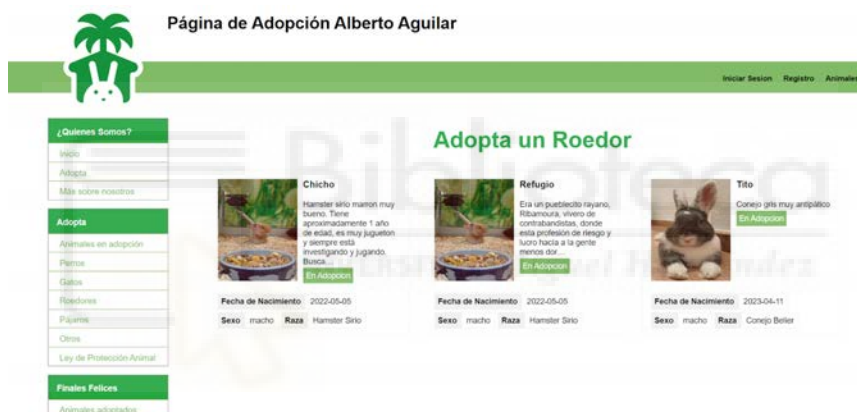 Página de Adopción Alberto Aguilar
Iniciar Sesion Registro Animales
¿Quienes Somos?
Inicio
Adopta
Más sobre nosotros
Adopta
Animales en adopción
Perros
Gatos
Roedores
Pájaros
Otros
Ley de Protección Animal
Finales Felices
Animales adoptados
Adopta un Roedor
Chicho
Hamster sirio marron muy
bueno. Tiene
aproximadamente 1 año
de edad, es muy jugueton
y siempre está
investigando y jugando.
Busca...
En Adopcion
Fecha de Nacimiento 2022-05-05
Sexo macho Raza Hamster Sirio
Refugio
Era un pueblecito rayano,
Ribamoura, vivero de
contrabandistas, donde
esta profesión de riesgo y
lucro hacía a la gente
menos dor...
En Adopcion
Fecha de Nacimiento 2022-05-05
Sexo macho Raza Hamster Sirio
Tito
Conejo gris muy antipático
En Adopcion
Fecha de Nacimiento 2023-04-11
Sexo macho Raza Conejo Belier
Biblioteca